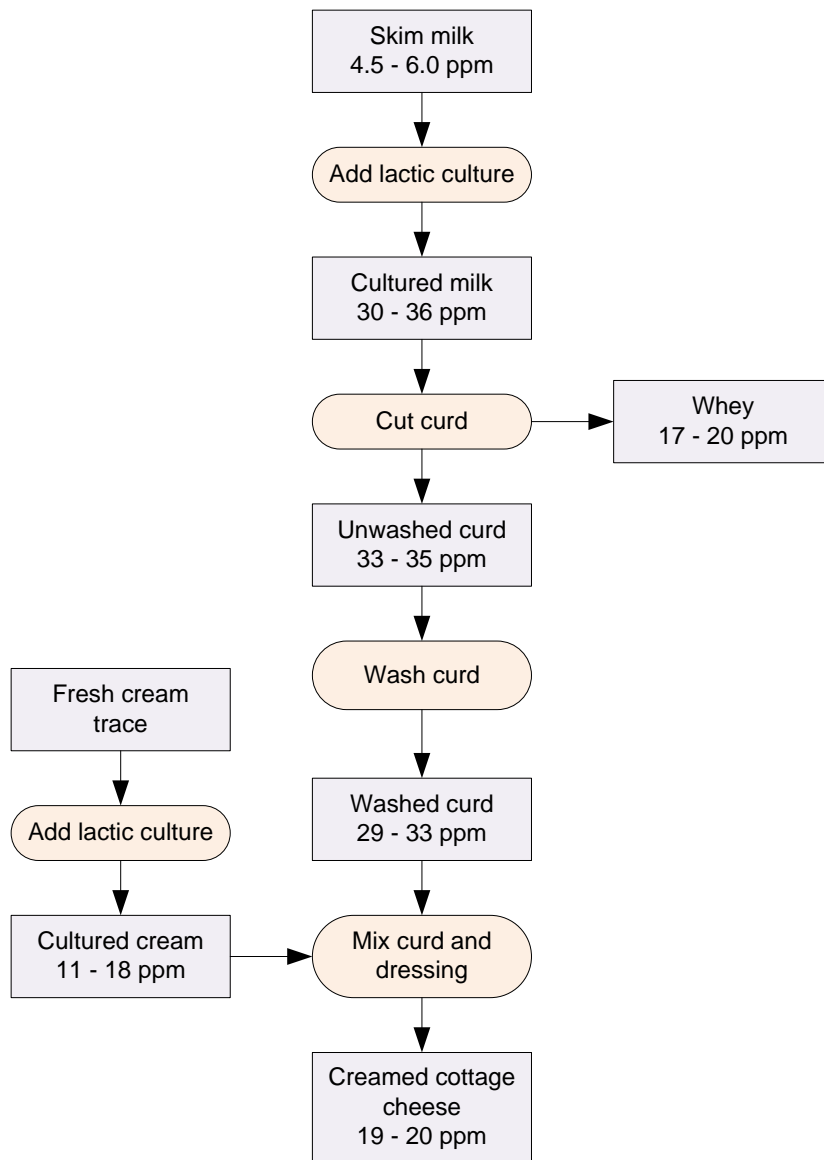 Skim milk
4.5 - 6.0 ppm
Add lactic culture
Cultured milk
30 - 36 ppm
Cut curd
Whey
17 - 20 ppm
Unwashed curd
33 - 35 ppm
Wash curd
Fresh cream
trace
Washed curd
29 - 33 ppm
Add lactic culture
Cultured cream
11 - 18 ppm
Mix curd and
dressing
Creamed cottage
cheese
19 - 20 ppm